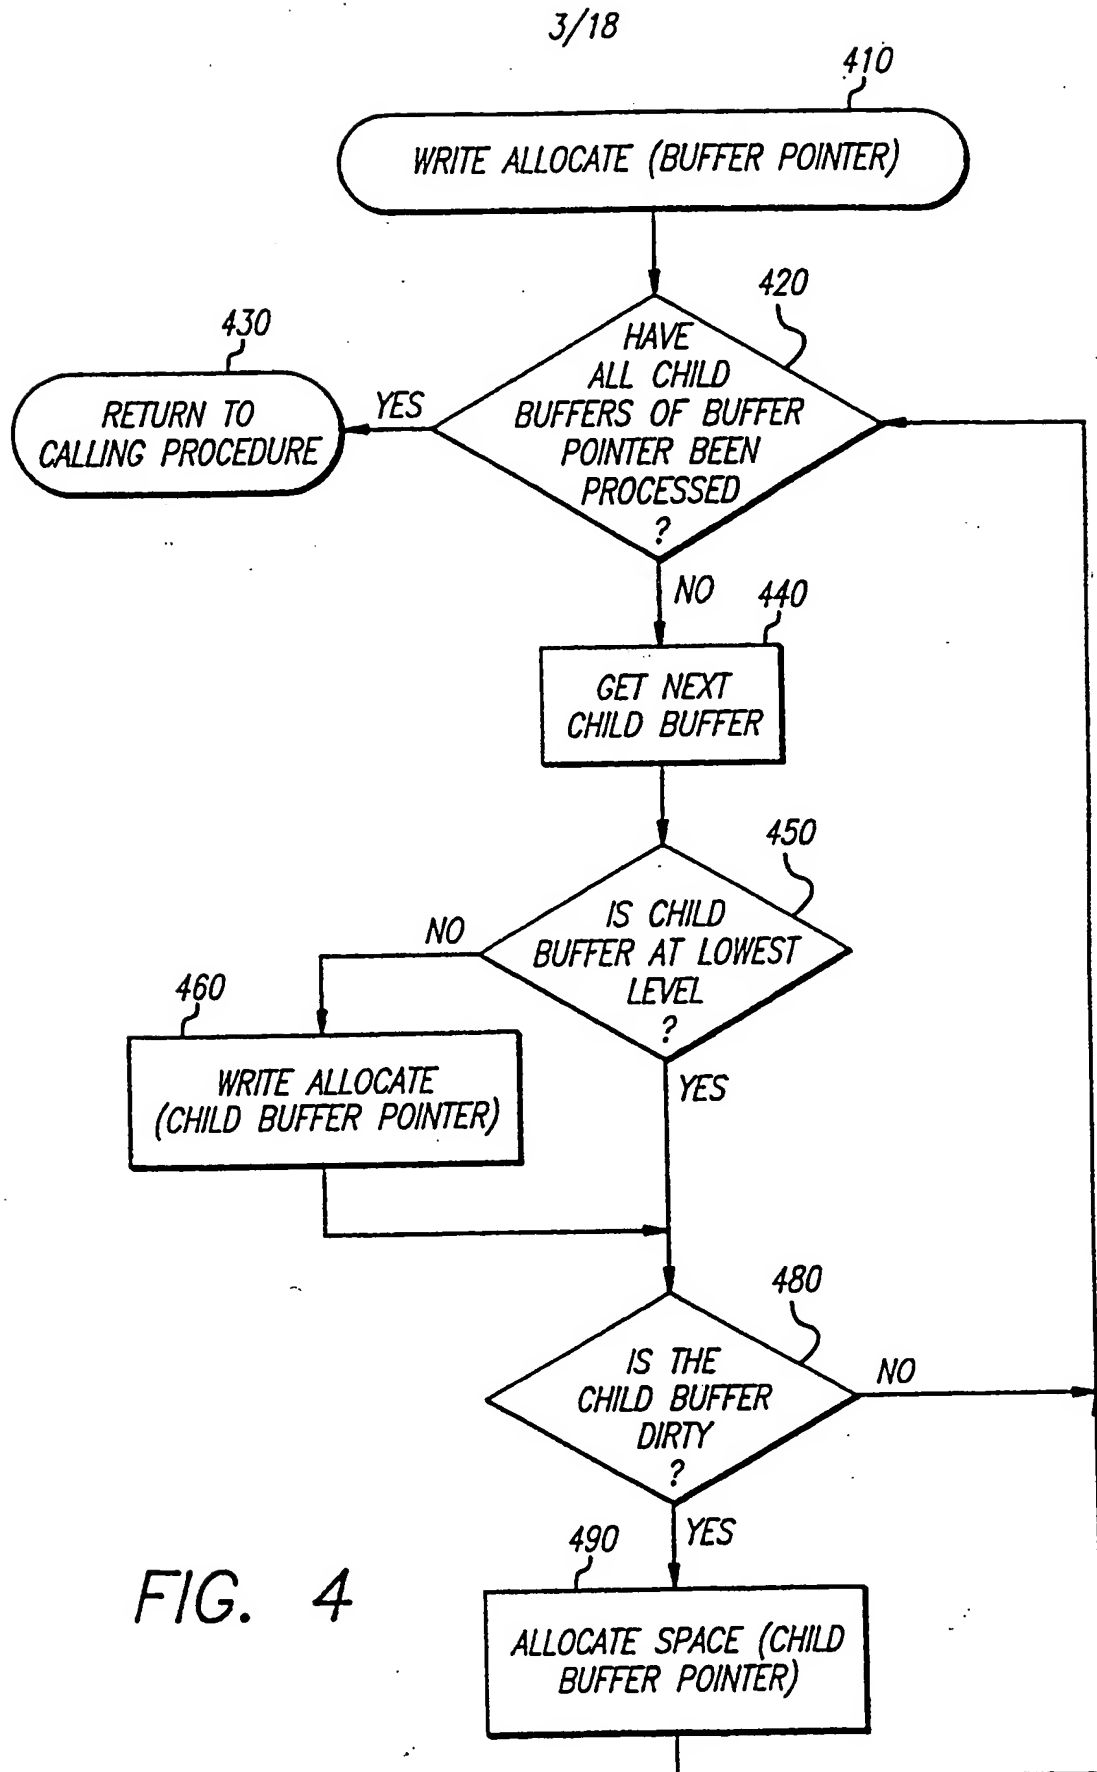 3/18
410
WRITE ALLOCATE (BUFFER POINTER)
420
HAVE
ALL CHILD
BUFFERS OF BUFFER
POINTER BEEN
PROCESSED
?
430
YES
RETURN TO
CALLING PROCEDURE
NO
440
GET NEXT
CHILD BUFFER
450
NO
IS CHILD
BUFFER AT LOWEST
LEVEL
?
460
YES
WRITE ALLOCATE
(CHILD BUFFER POINTER)
480
IS THE
CHILD BUFFER
DIRTY
?
NO
YES
490
ALLOCATE SPACE (CHILD
BUFFER POINTER)
FIG. 4